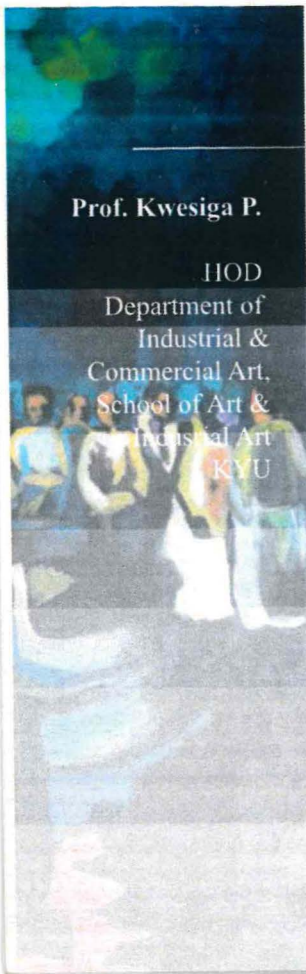 Prof. Kwesiga P.
HOD
Department of
Industrial &
Commercial Art,
School of Art &
Industrial Art
KYU